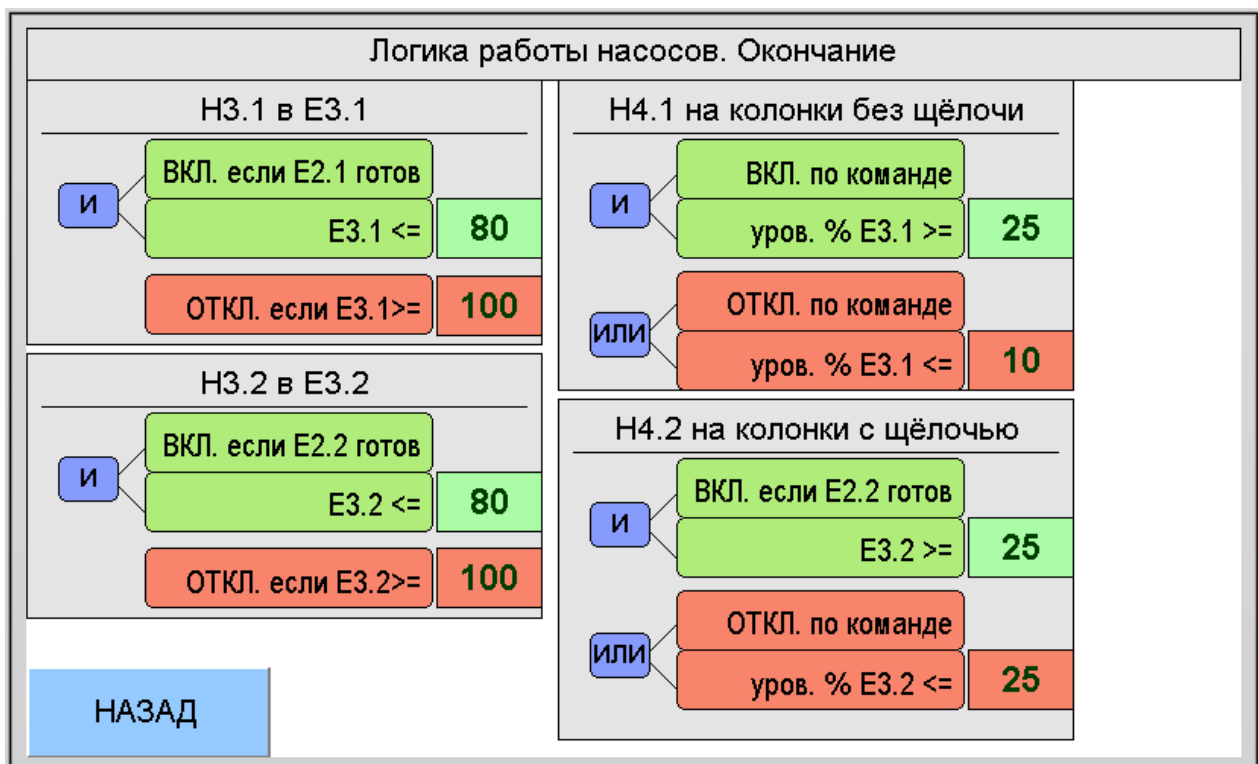 Логика работы насосов. Окончание
Н3.1 в Е3.1
ВКЛ. если Е2.1 готов
И
Е3.1 <= 80
ОТКЛ. если Е3.1>= 100
Н3.2 в Е3.2
ВКЛ. если Е2.2 готов
И
Е3.2 <= 80
ОТКЛ. если Е3.2>= 100
НАЗАД
Н4.1 на колонки без щёлочи
ВКЛ. по команде
И
уров. % Е3.1 >= 25
ОТКЛ. по команде
ИЛИ
уров. % Е3.1 <= 10
Н4.2 на колонки с щёлочью
ВКЛ. если Е2.2 готов
И
Е3.2 >= 25
ОТКЛ. по команде
ИЛИ
уров. % Е3.2 <= 25